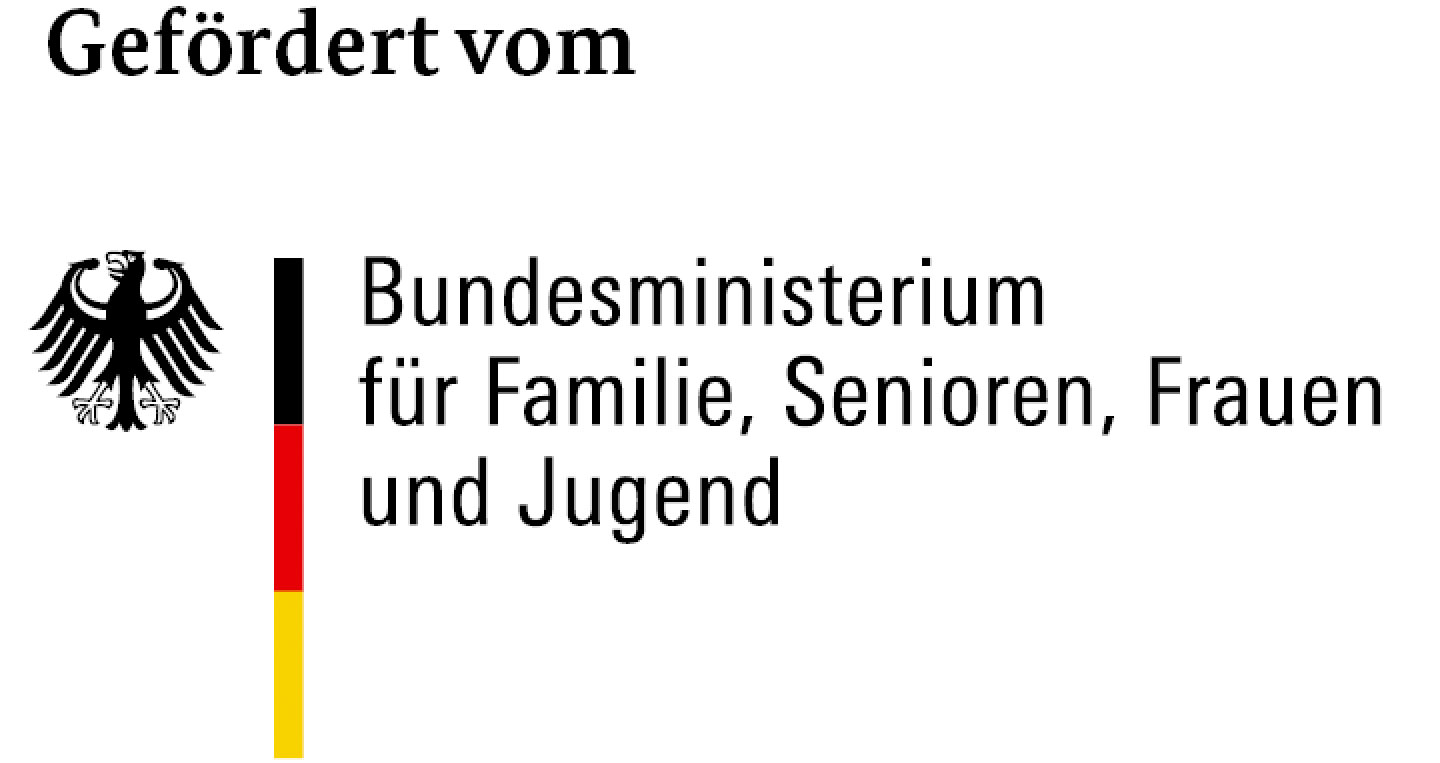 Gefördert vom
Bundesministerium
für Familie, Senioren, Frauen
und Jugend